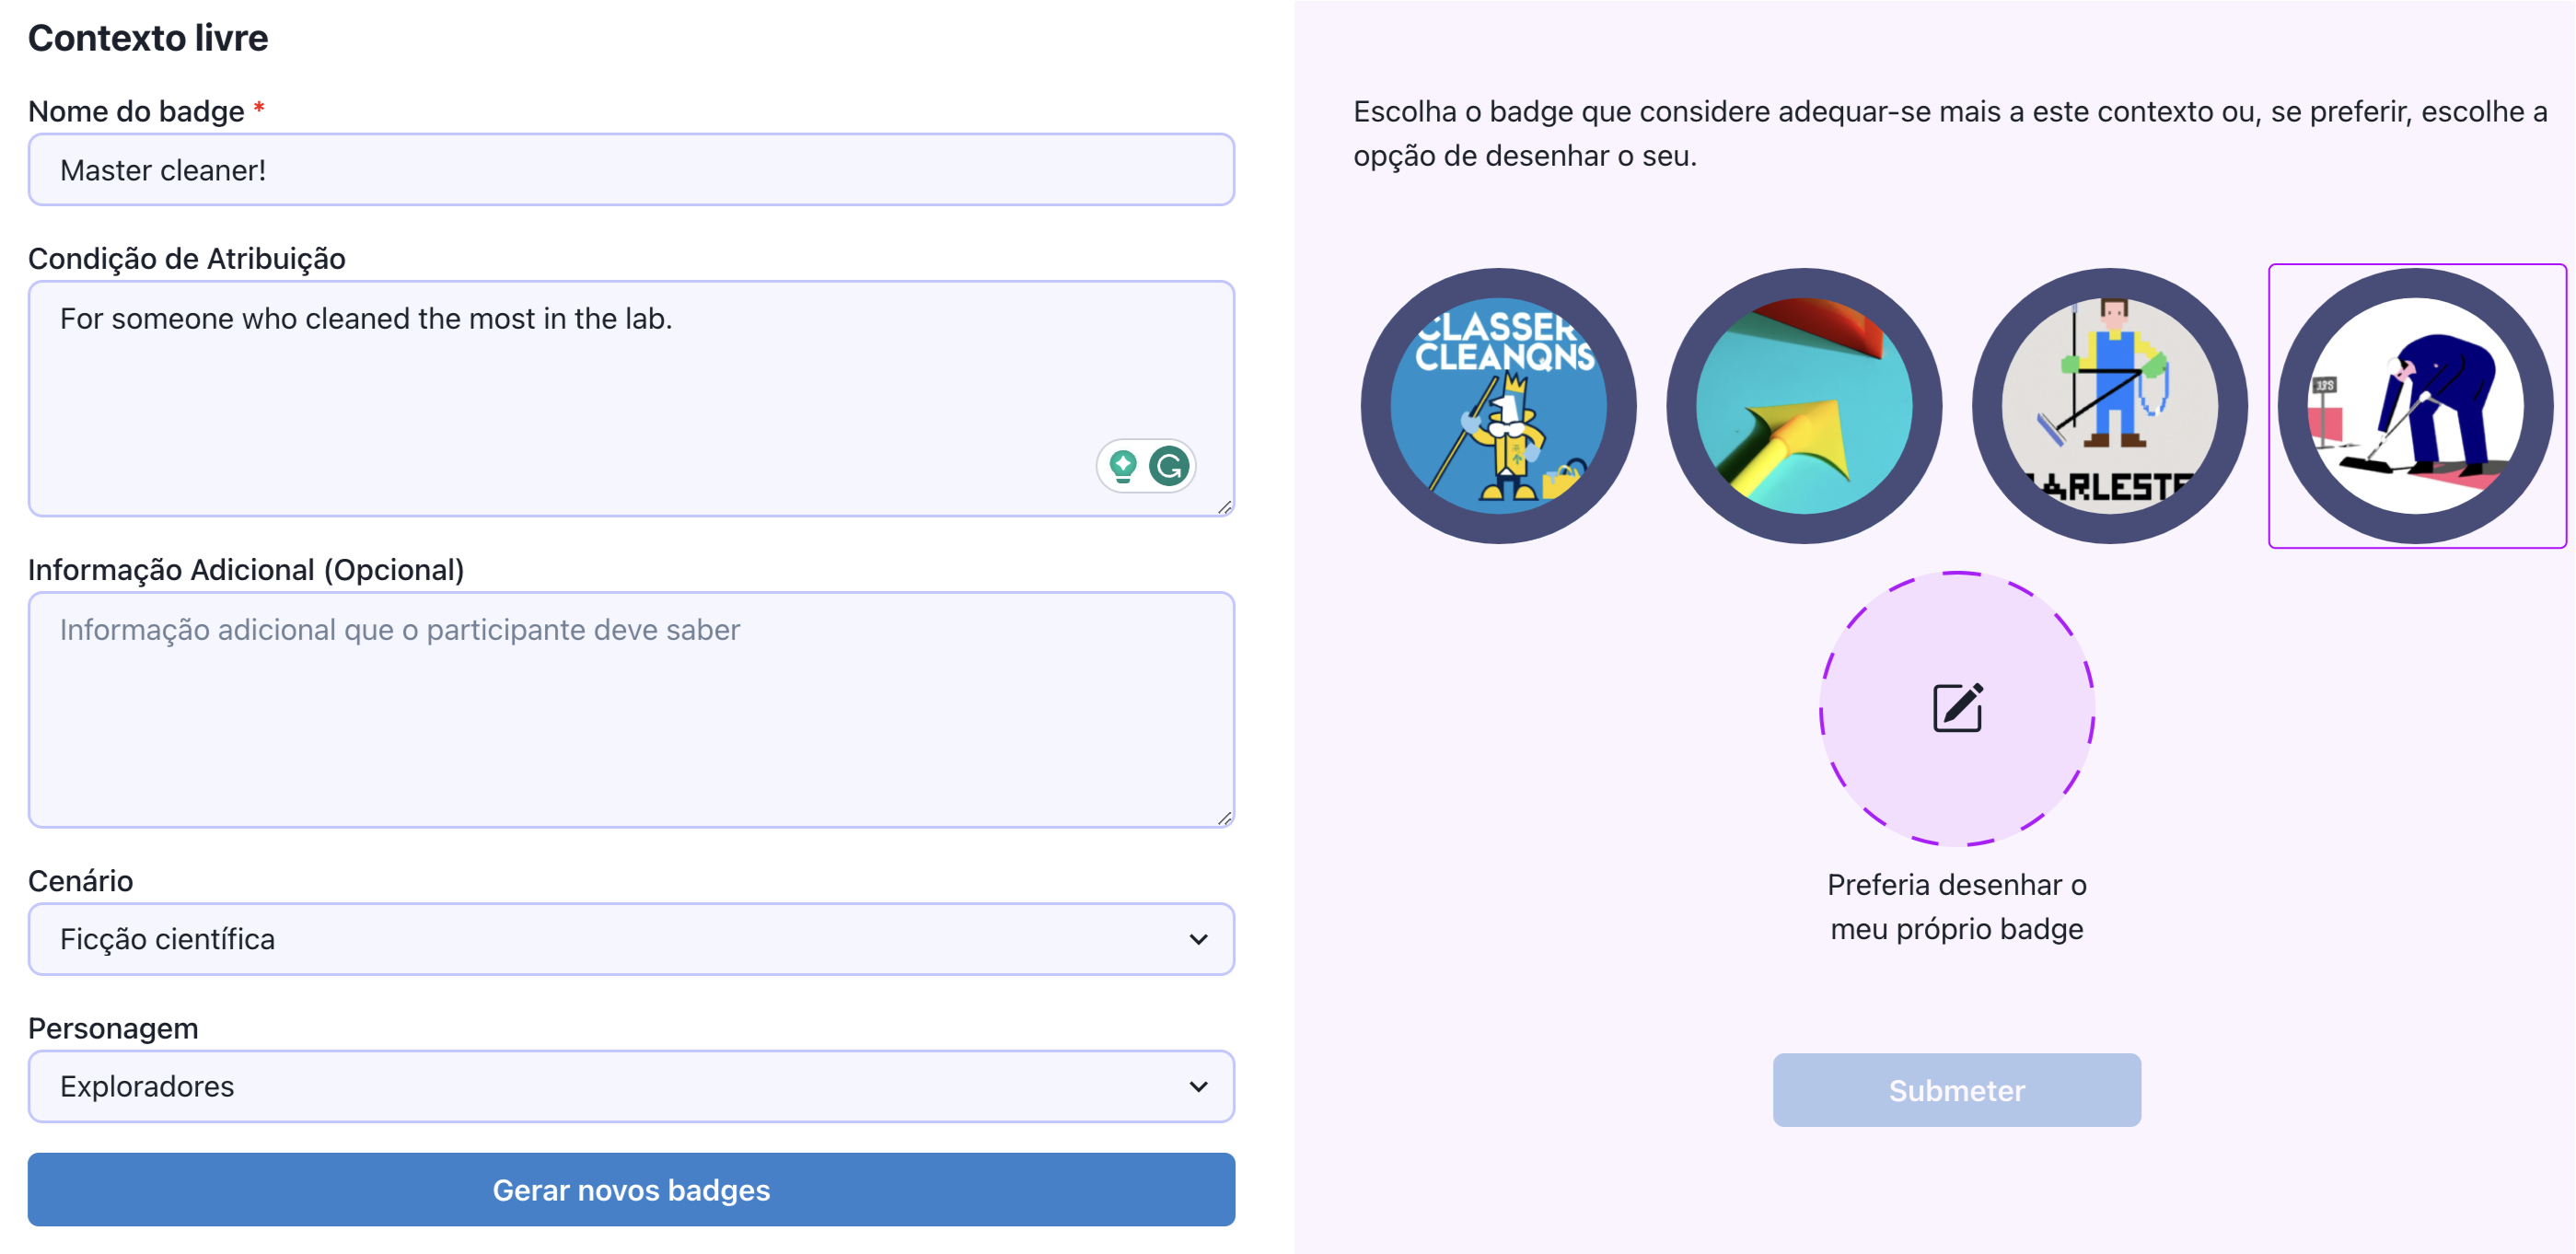 Contexto livre
Nome do badge *
Master cleaner!
Condição de Atribuição
For someone who cleaned the most in the lab.
Informação Adicional (Opcional)
Informação adicional que o participante deve saber
Cenário
Ficção científica
Personagem
Exploradores
Gerar novos badges
Escolha o badge que considere adequar-se mais a este contexto ou, se preferir, escolhe a
opção de desenhar o seu.
CLASSER
CLEANQNS
ARLESTE
Preferia desenhar o
meu próprio badge
Submeter